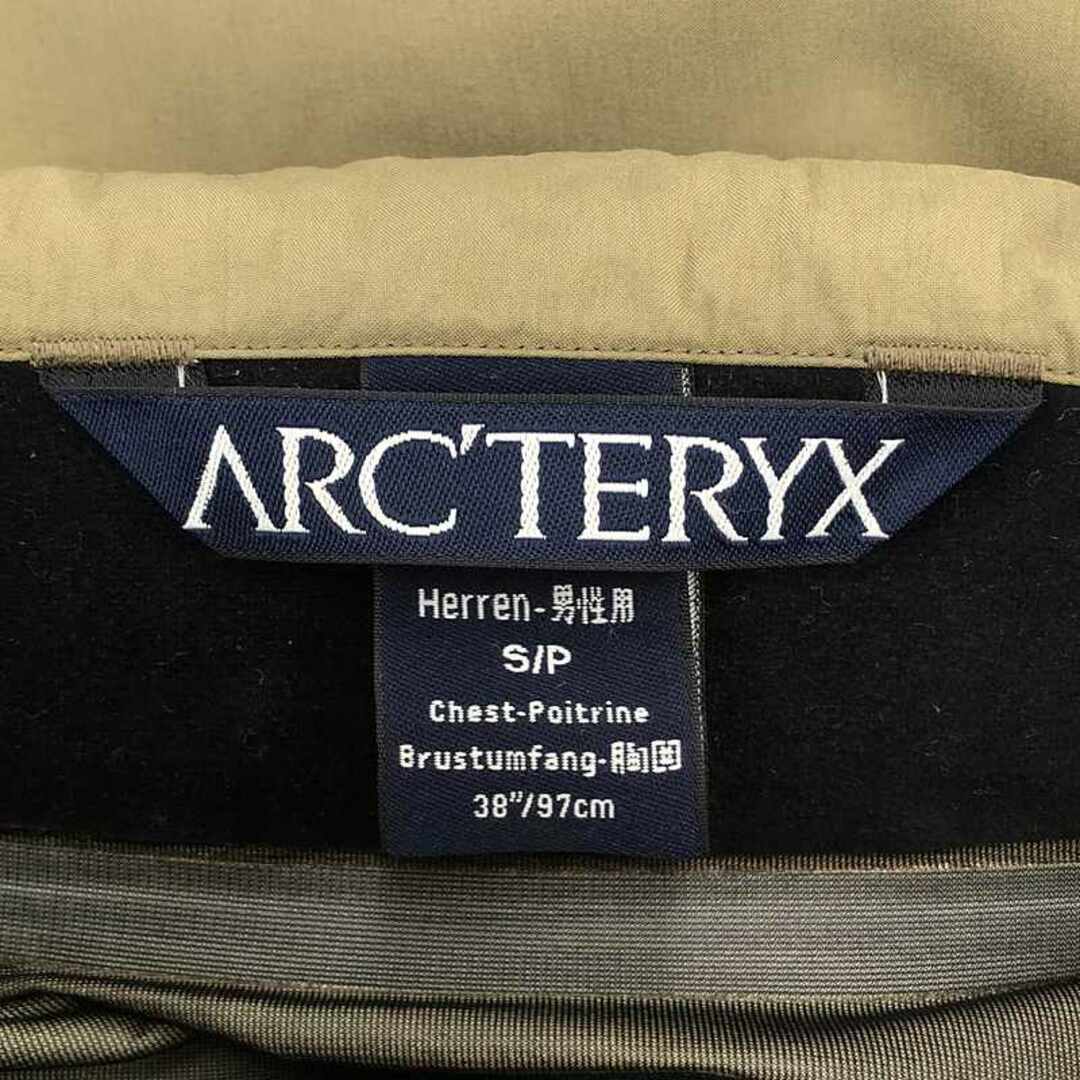 ARC'TERYX
Herren-男性用
S/P
Chest-Poitrine
Brustumfang-胸囲
38"/97cm